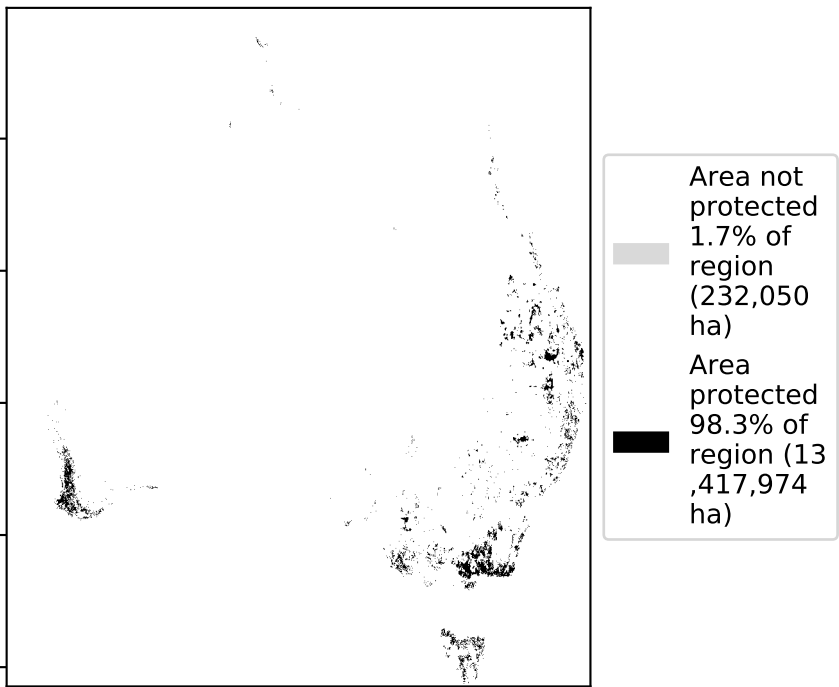 Area not
protected
1.7% of
region
(232,050
ha)
Area
protected
98.3% of
region (13
,417,974
ha)